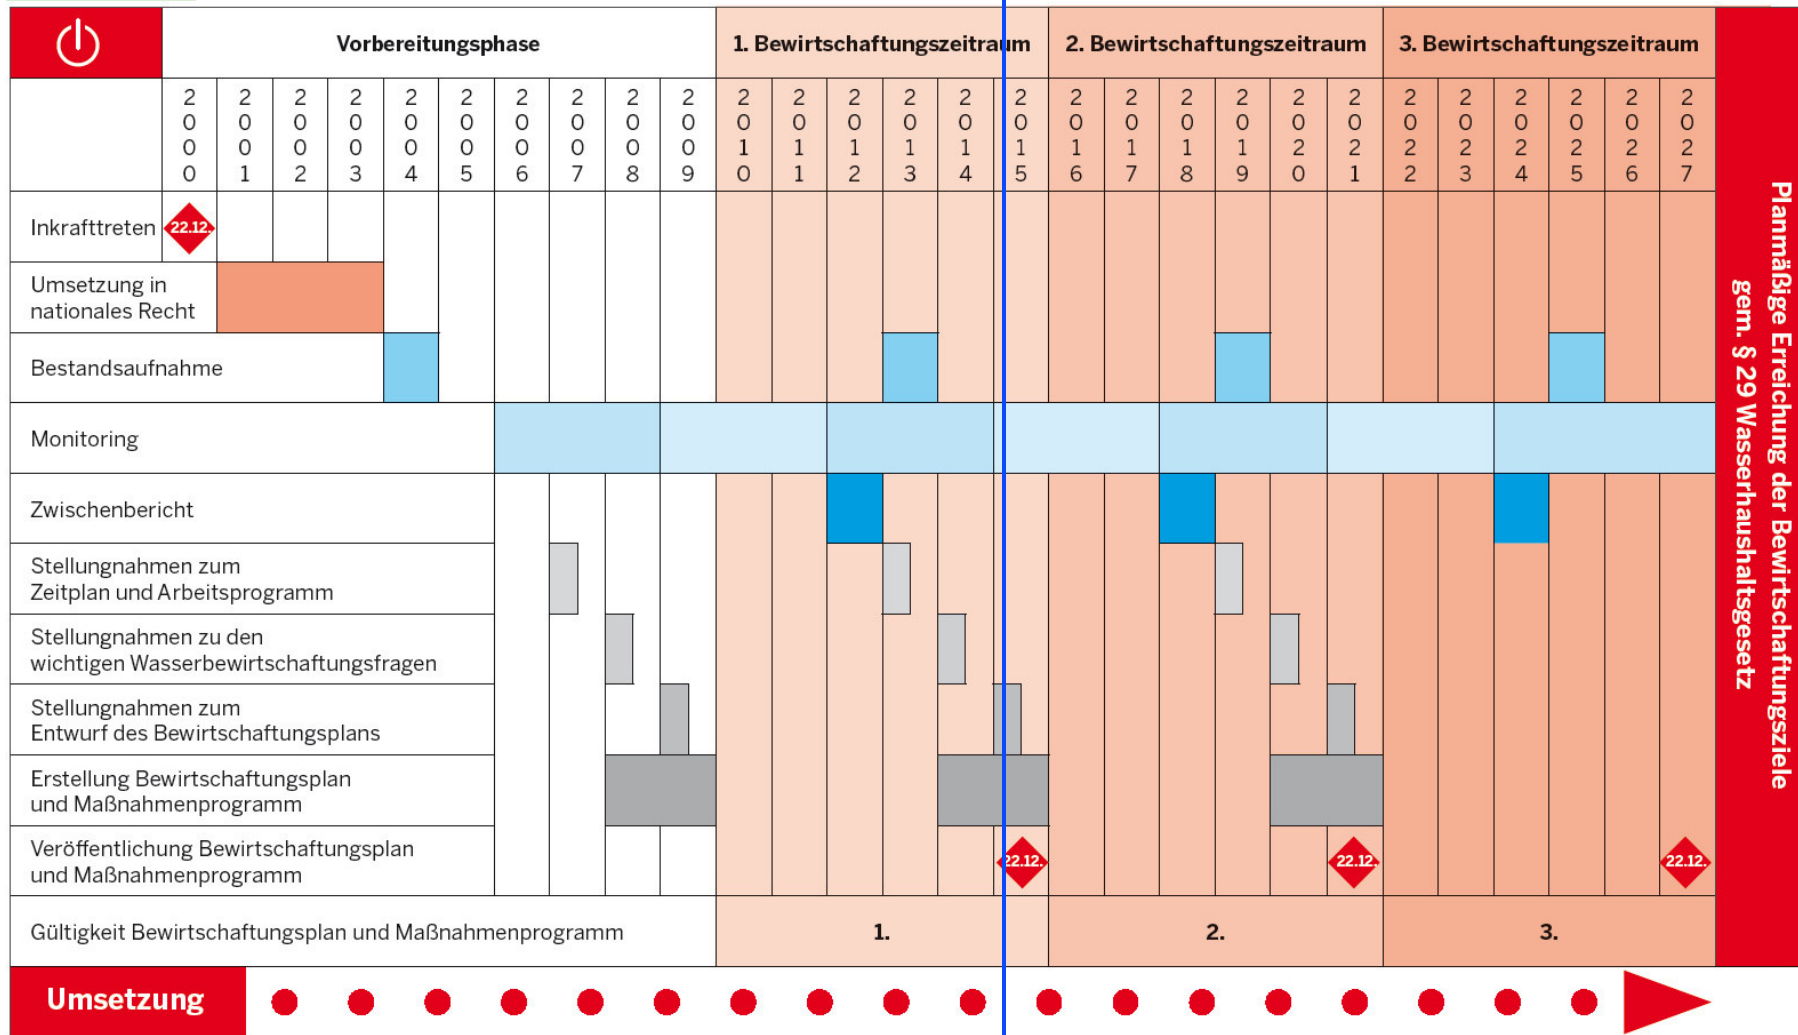 Vorbereitungsphase
1. Bewirtschaftungszeitraum
2. Bewirtschaftungszeitraum
3. Bewirtschaftungszeitraum
2000 2001 2002 2003 2004 2005 2006 2007 2008 2009 2010 2011 2012 2013 2014 2015 2016 2017 2018 2019 2020 2021 2022 2023 2024 2025 2026 2027
Inkrafttreten
22.12.
Umsetzung in
nationales Recht
Bestandsaufnahme
Monitoring
Zwischenbericht
Stellungnahmen zum
Zeitplan und Arbeitsprogramm
Stellungnahmen zu den
wichtigen Wasserbewirtschaftungsfragen
Stellungnahmen zum
Entwurf des Bewirtschaftungsplans
Erstellung Bewirtschaftungsplan
und Maßnahmenprogramm
Veröffentlichung Bewirtschaftungsplan
und Maßnahmenprogramm
22.12.
22.12.
22.12.
Gültigkeit Bewirtschaftungsplan und Maßnahmenprogramm
1.
2.
3.
Umsetzung
Planmäßige Erreichung der Bewirtschaftungsziele
gem. § 29 Wasserhaushaltsgesetz